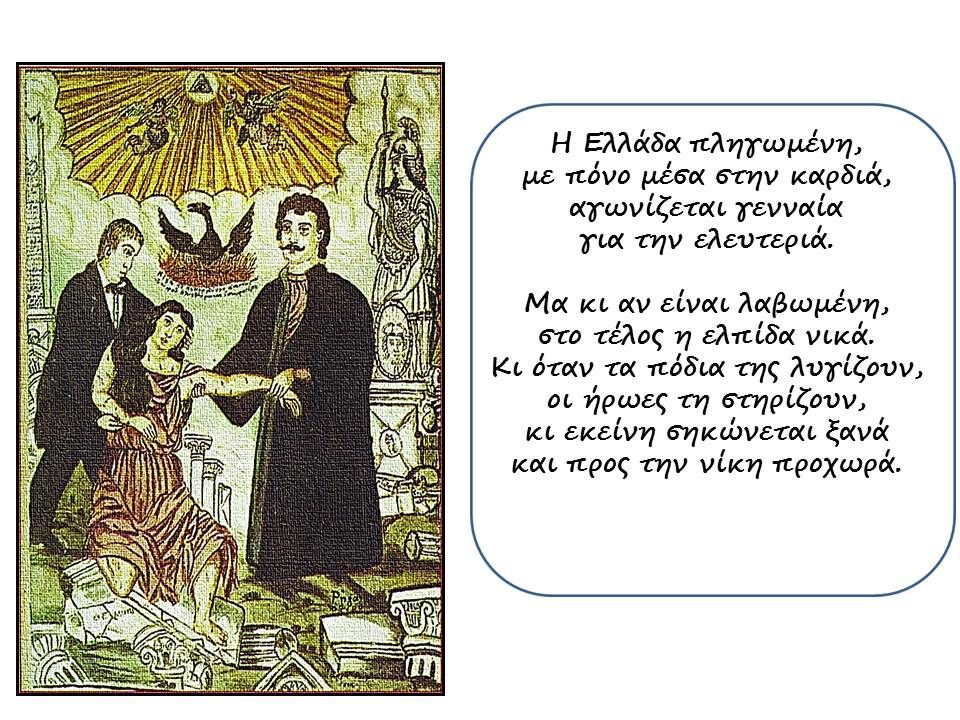 Η Ελλάδα πληγωμένη,
με πόνο μέσα στην καρδιά,
αγωνίζεται γενναία
για την ελευτεριά.
Μα κι αν είναι λαβωμένη,
στο τέλος η ελπίδα νικά.
Κι όταν τα πόδια της λυγίζουν,
οι ήρωες τη στηρίζουν,
κι εκείνη σηκώνεται ξανά
και προς την νίκη προχωρά.